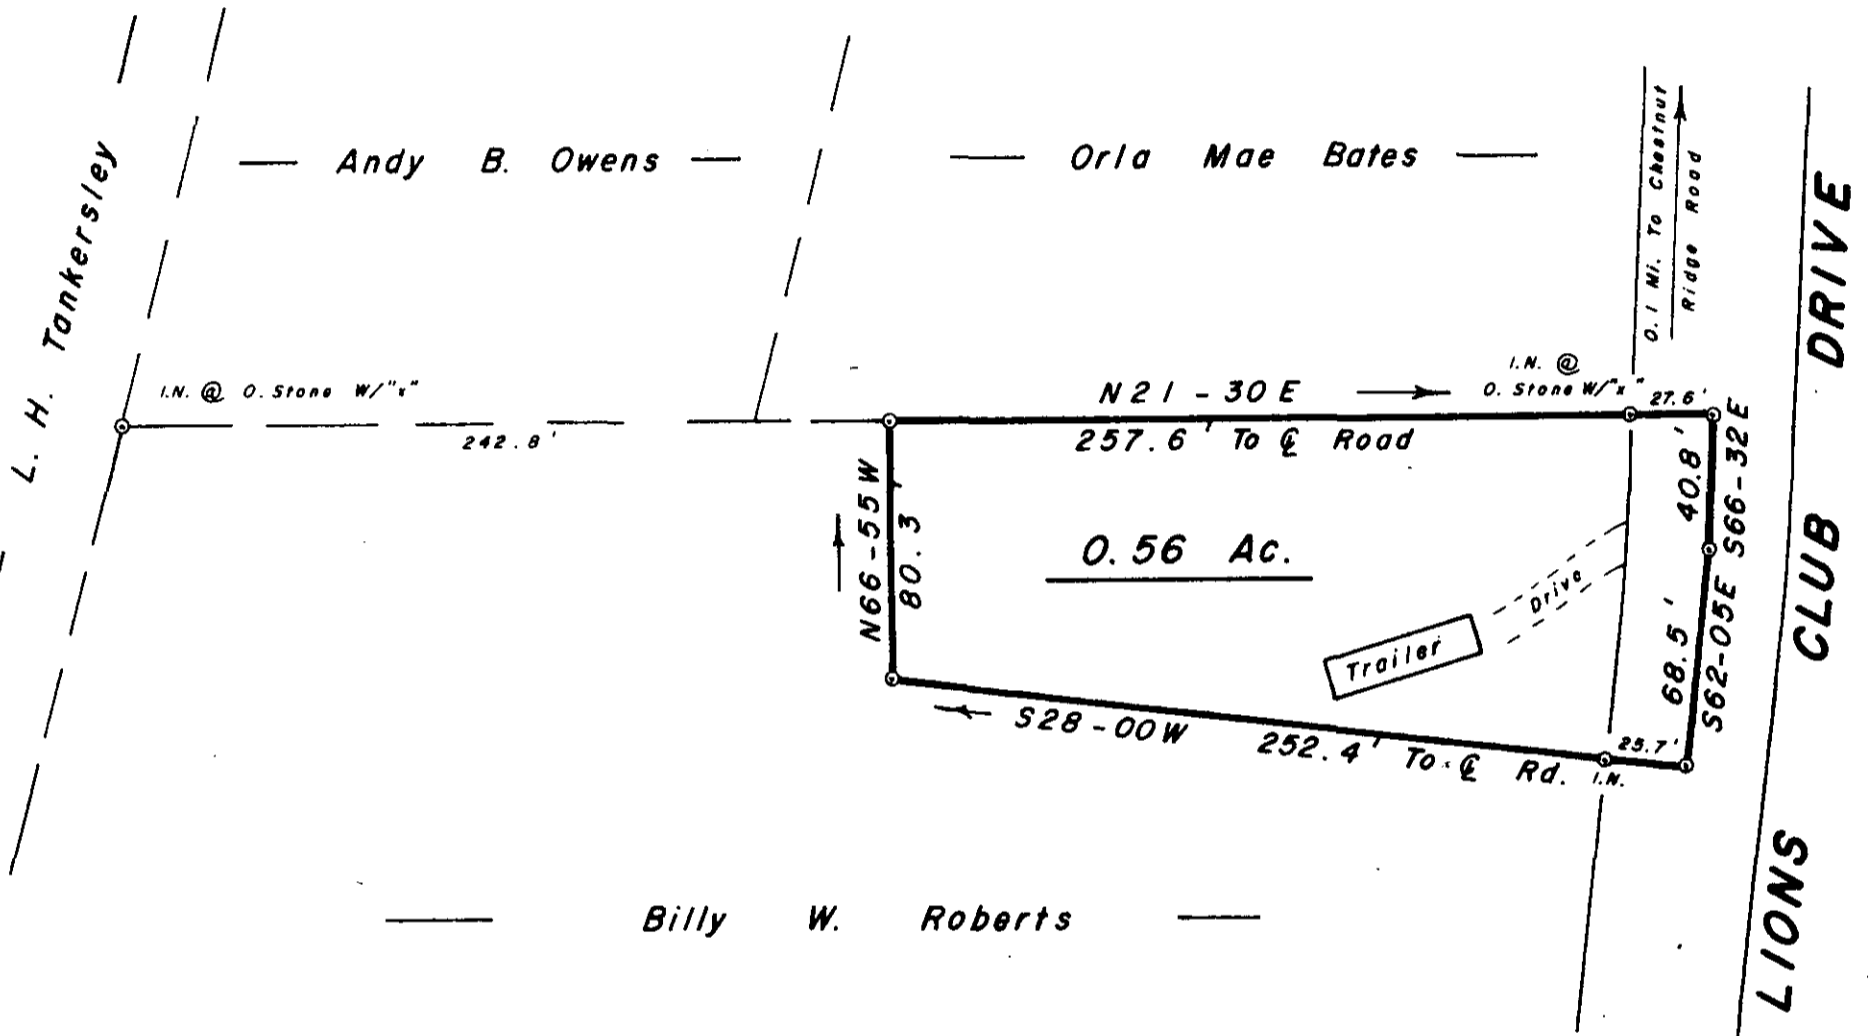 L. H. Tankersley
Andy B. Owens
Orla Mae Bates
0.1 Mi. To Chestnut
Ridge Road
LIONS CLUB DRIVE
I.N. @ O. Stone W/"x"
242.8'
N21-30E
257.6' To ℄ Road
I.N. @
O. Stone W/"x"
27.6'
40.8'
S66-32E
68.5'
S62-05E
N66-55W
80.3'
0.56 Ac.
Drive
Trailer
S28-00W
252.4' To ℄ Rd.
25.7'
I.N.
Billy W. Roberts